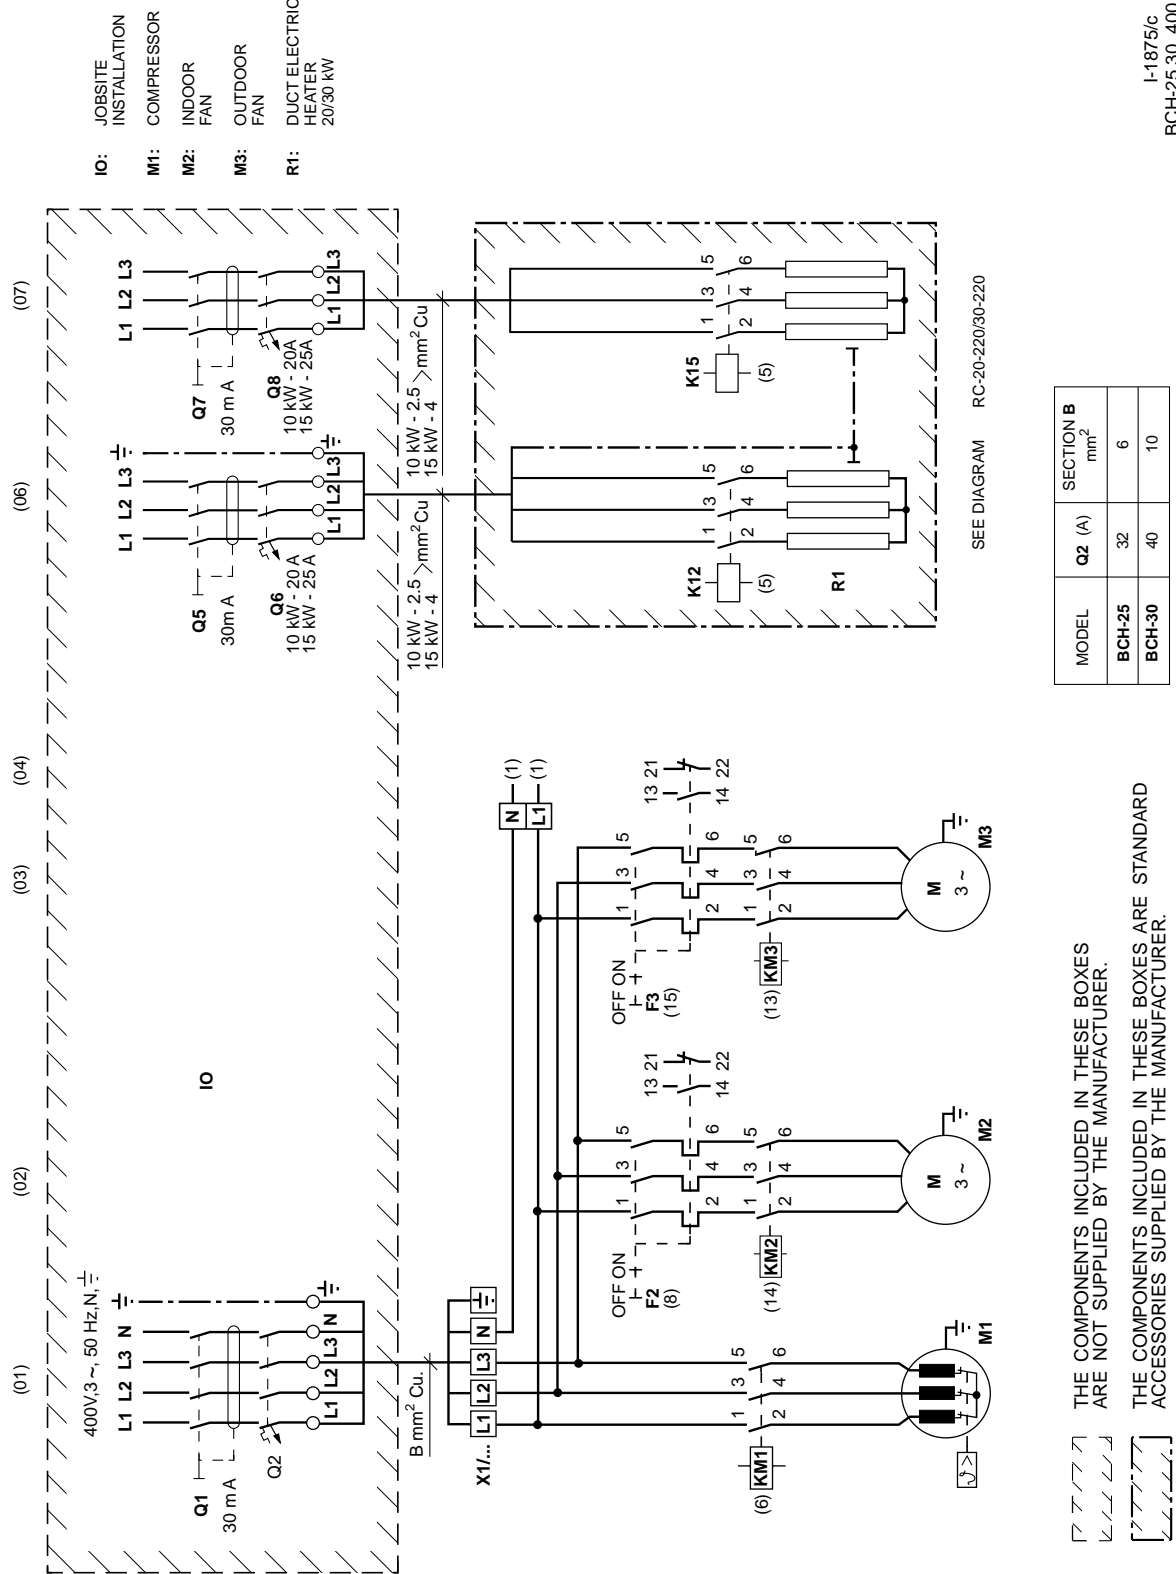 (01)
(02)
(03)
(04)
(06)
(07)
400V,3 ~, 50 Hz,N,
L1 L2 L3 N
Q1
30 m A
Q2
L1 L2 L3 N
IO
L1 L2 L3
Q5
30m A
Q6
10 kW - 20 A
15 kW - 25 A
L1 L2 L3
L1 L2 L3
Q7
30 m A
Q8
10 kW - 20A
15 kW - 25A
L1 L2 L3
IO: JOBSITE
INSTALLATION
M1: COMPRESSOR
M2: INDOOR
FAN
M3: OUTDOOR
FAN
R1: DUCT ELECTRIC
HEATER
20/30 kW
B mm2 Cu.
10 kW - 2.5 > mm2 Cu
15 kW - 4
10 kW - 2.5 > mm2 Cu
15 kW - 4
X1/... L1 L2 L3 N
N (1)
L1 (1)
OFF ON
F2
(8)
1 3 5 13 21
2 4 6 14 22
OFF ON
F3
(15)
1 3 5 13 21
2 4 6 14 22
(6) KM1
1 3 5
2 4 6
(14) KM2
1 3 5
2 4 6
(13) KM3
1 3 5
2 4 6
ϑ >
M1
M
3 ~
M2
M
3 ~
M3
K12
(5)
1 3 5
2 4 6
R1
K15
(5)
1 3 5
2 4 6
SEE DIAGRAM RC-20-220/30-220
THE COMPONENTS INCLUDED IN THESE BOXES
ARE NOT SUPPLIED BY THE MANUFACTURER.
THE COMPONENTS INCLUDED IN THESE BOXES ARE STANDARD
ACCESSORIES SUPPLIED BY THE MANUFACTURER.
MODEL Q2 (A) SECTION B
mm2
BCH-25 32 6
BCH-30 40 10
I-1875/c
BCH-25.30 400